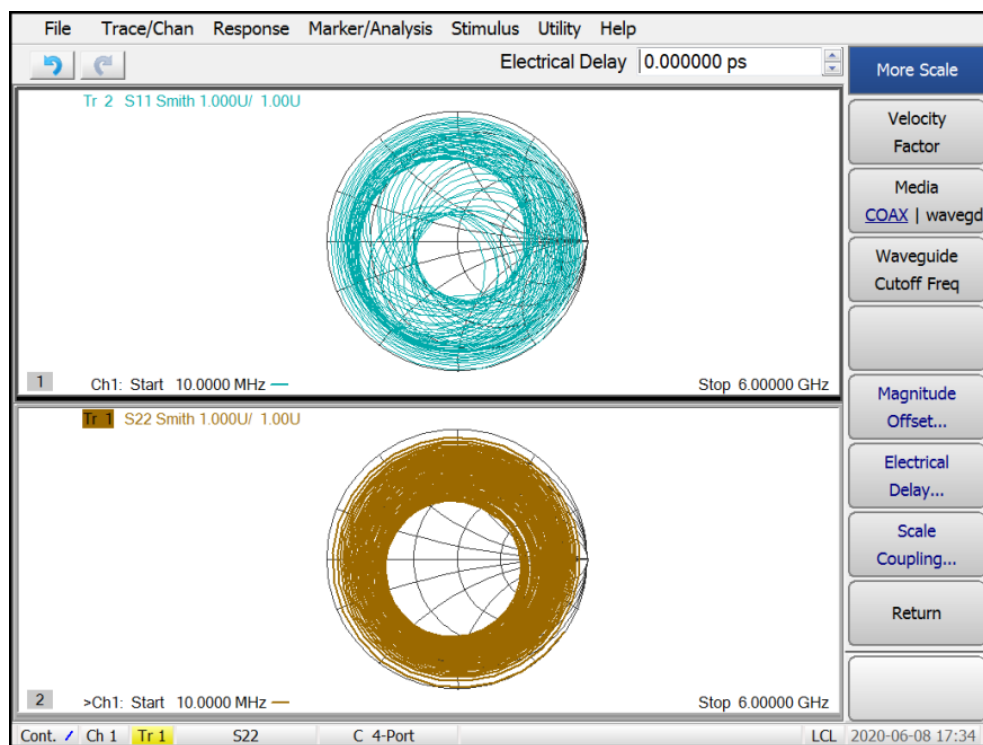 File Trace/Chan Response Marker/Analysis Stimulus Utility Help
Electrical Delay 0.000000 ps
More Scale
Tr 2 S11 Smith 1.000U/ 1.00U
Velocity
Factor
Media
COAX | wavegd
Waveguide
Cutoff Freq
1 Ch1: Start 10.0000 MHz Stop 6.00000 GHz
Magnitude
Offset...
Tr 1 S22 Smith 1.000U/ 1.00U
Electrical
Delay...
Scale
Coupling...
Return
2 >Ch1: Start 10.0000 MHz Stop 6.00000 GHz
Cont. Ch 1 Tr 1 S22 C 4-Port LCL 2020-06-08 17:34